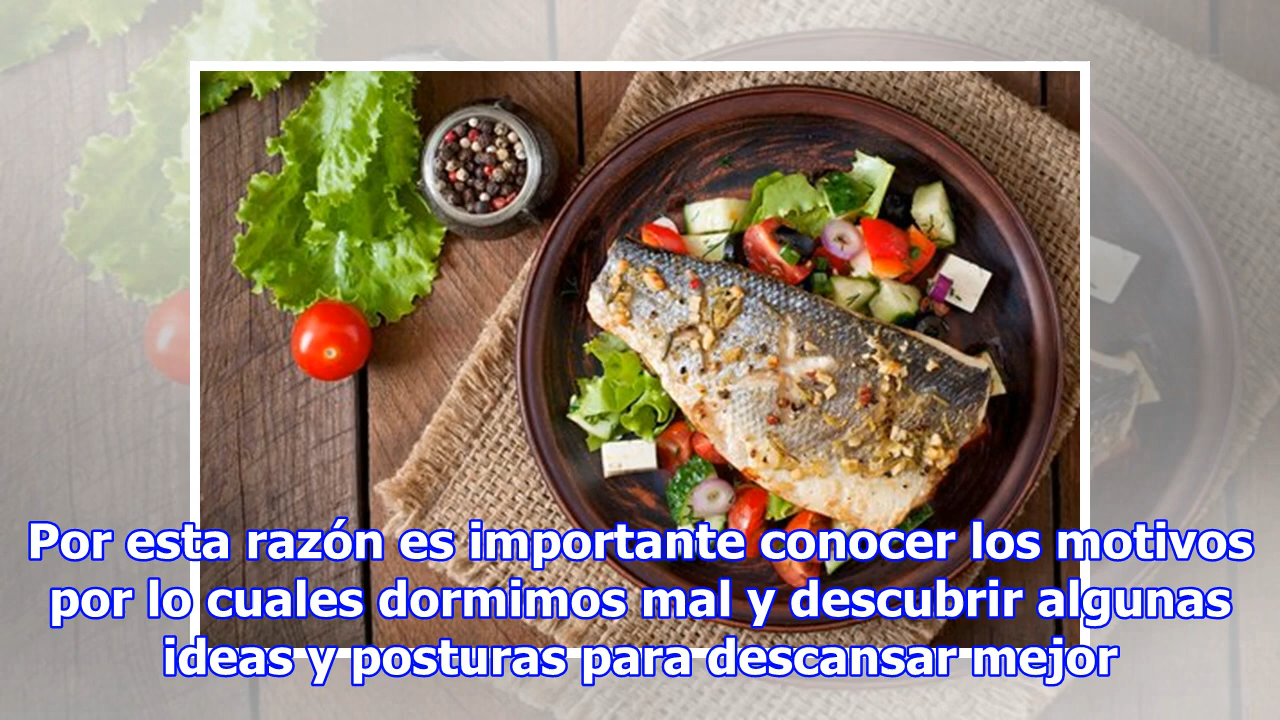 Por esta razón es importante conocer los motivos
por lo cuales dormimos mal y descubrir algunas
ideas y posturas para descansar mejor